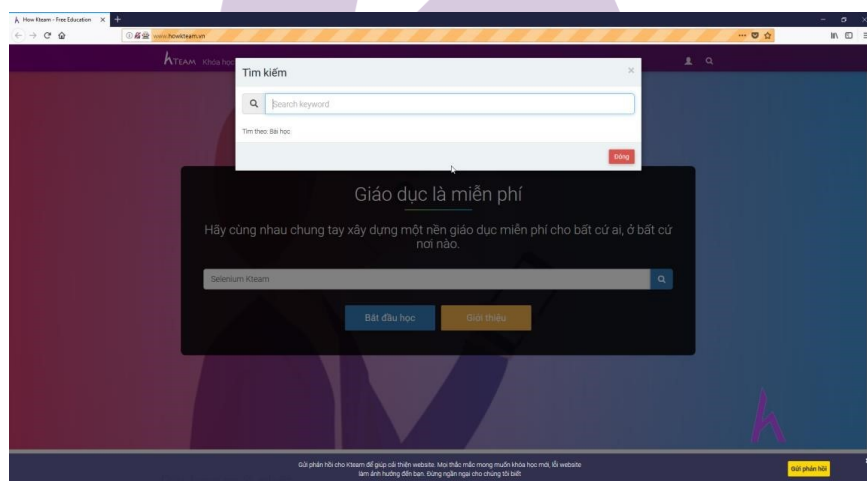 How Kteam - Free Education
www.howkteam.vn
TEAM Khóa học
Tìm kiếm
Search keyword
Tìm theo: Bài học
Đóng
Giáo dục là miễn phí
Hãy cùng nhau chung tay xây dựng một nền giáo dục miễn phí cho bất cứ ai, ở bất cứ
nơi nào.
Selenium Kteam
Bắt đầu học
Giới thiệu
Gửi phản hồi cho Kteam để giúp cải thiện website. Mọi thắc mắc mong muốn khóa học mới, lỗi website
làm ảnh hưởng đến bạn. Đừng ngần ngại cho chúng tôi biết
Gửi phản hồi